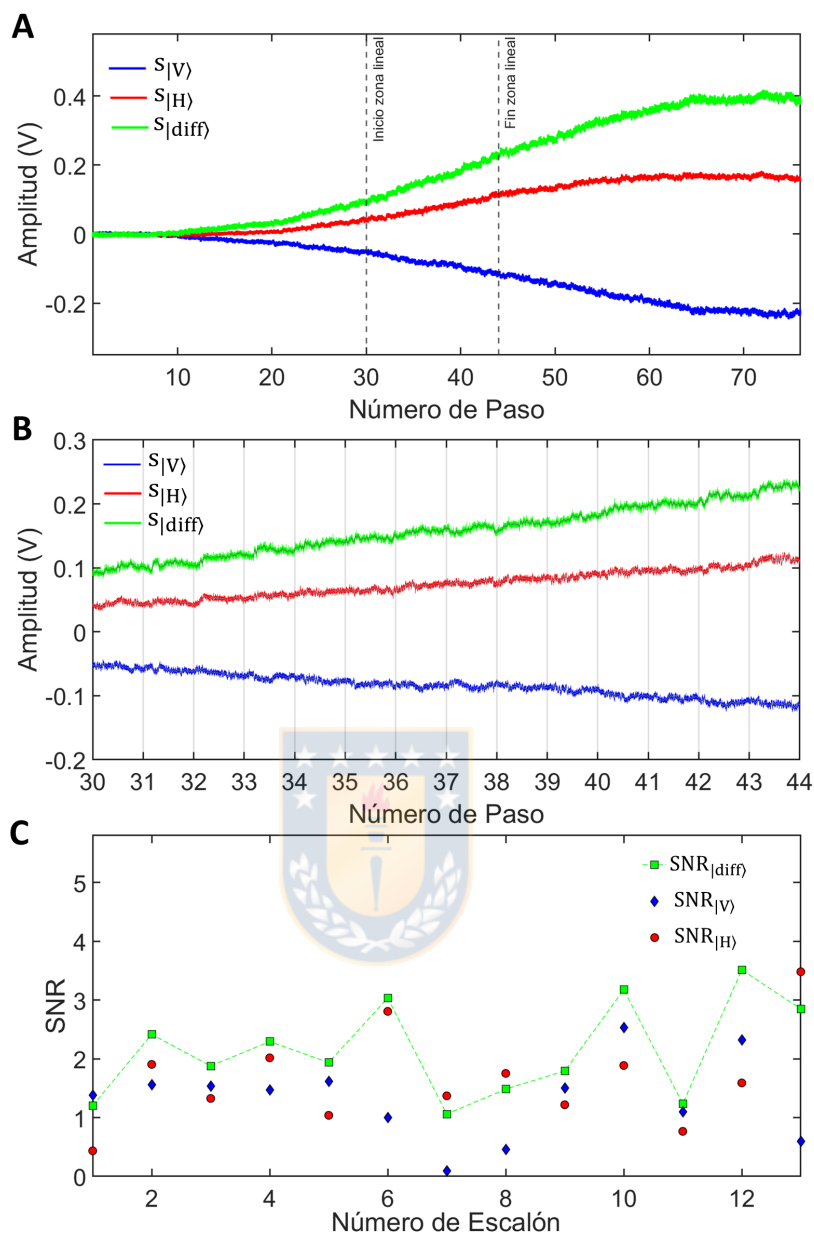 A
S|V⟩
S|H⟩
S|diff⟩
Inicio zona lineal
Fin zona lineal
Amplitud (V)
0.4
0.2
0
-0.2
10 20 30 40 50 60 70
Número de Paso
B
S|V⟩
S|H⟩
S|diff⟩
Amplitud (V)
0.3
0.2
0.1
0
-0.1
-0.2
30 31 32 33 34 35 36 37 38 39 40 41 42 43 44
Número de Paso
C
SNR|diff⟩
SNR|V⟩
SNR|H⟩
SNR
5
4
3
2
1
0
2 4 6 8 10 12
Número de Escalón